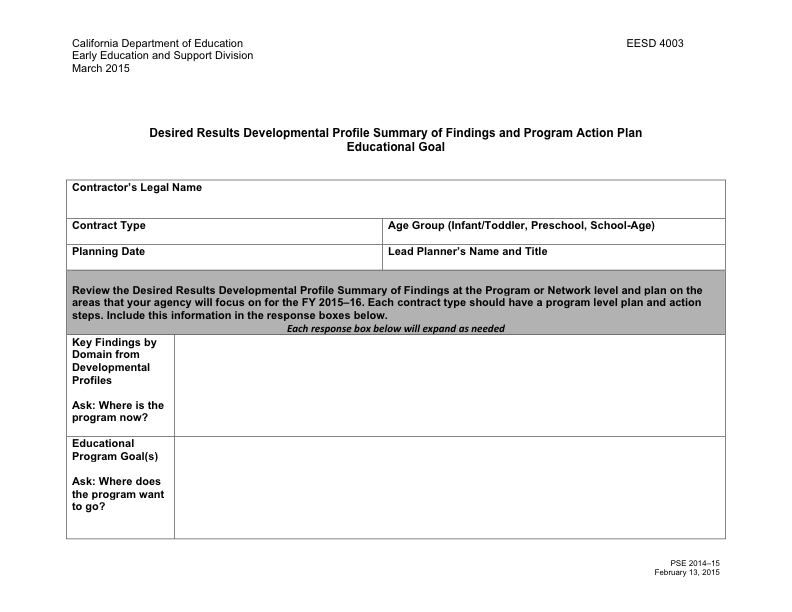 California Department of Education
EESD 4003
Early Education and Support Division
March 2015
Desired Results Developmental Profile Summary of Findings and Program Action Plan
Educational Goal
Contractor’s Legal Name
Contract Type
Age Group (Infant/Toddler, Preschool, School-Age)
Planning Date
Lead Planner’s Name and Title
Review the Desired Results Developmental Profile Summary of Findings at the Program or Network level and plan on the
areas that your agency will focus on for the FY 2015–16. Each contract type should have a program level plan and action
steps. Include this information in the response boxes below.
Each response box below will expand as needed
Key Findings by
Domain from
Developmental
Profiles
Ask: Where is the
program now?
Educational
Program Goal(s)
Ask: Where does
the program want
to go?
PSE 2014–15
February 13, 2015